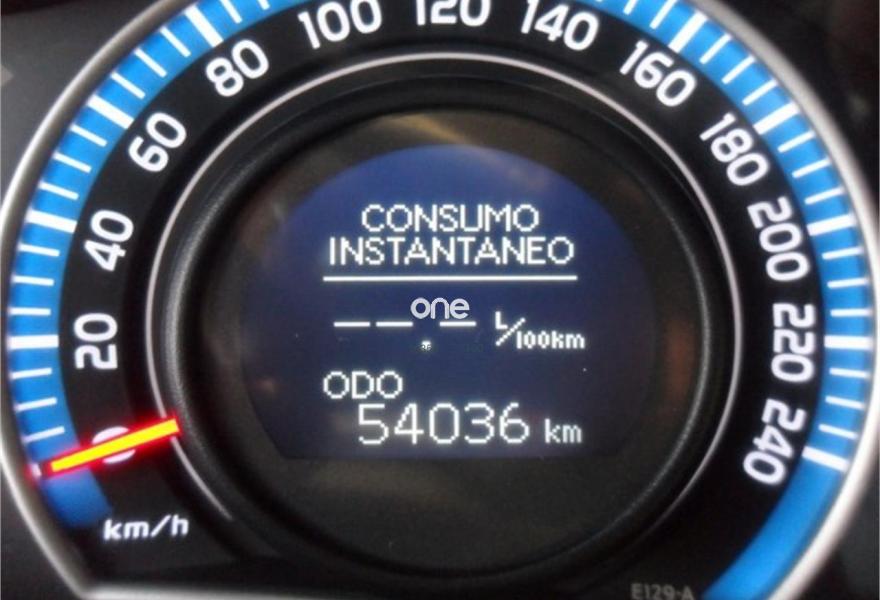 20
40
60
80
100
120
140
160
180
200
220
240
CONSUMO
INSTANTANEO
one
--.- L/100km
ODO
54036 km
0
km/h
E129-A